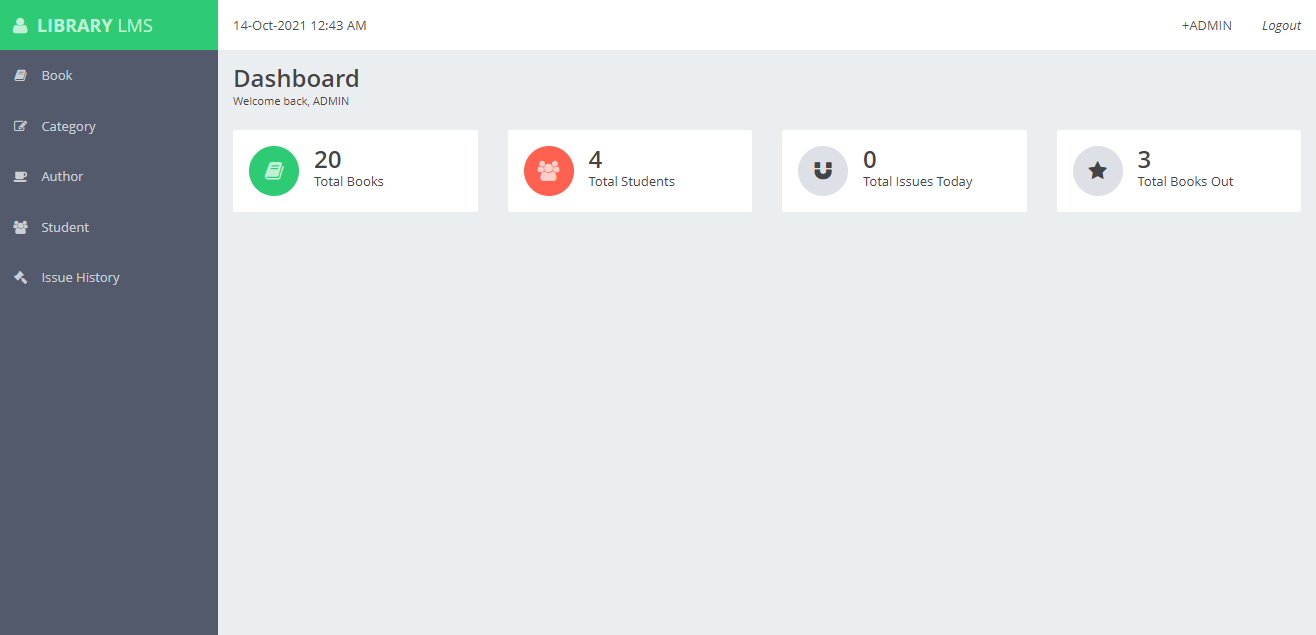 LIBRARY LMS
14-Oct-2021 12:43 AM
+ADMIN
Logout
Book
Category
Author
Student
Issue History
Dashboard
Welcome back, ADMIN
20
Total Books
4
Total Students
0
Total Issues Today
3
Total Books Out